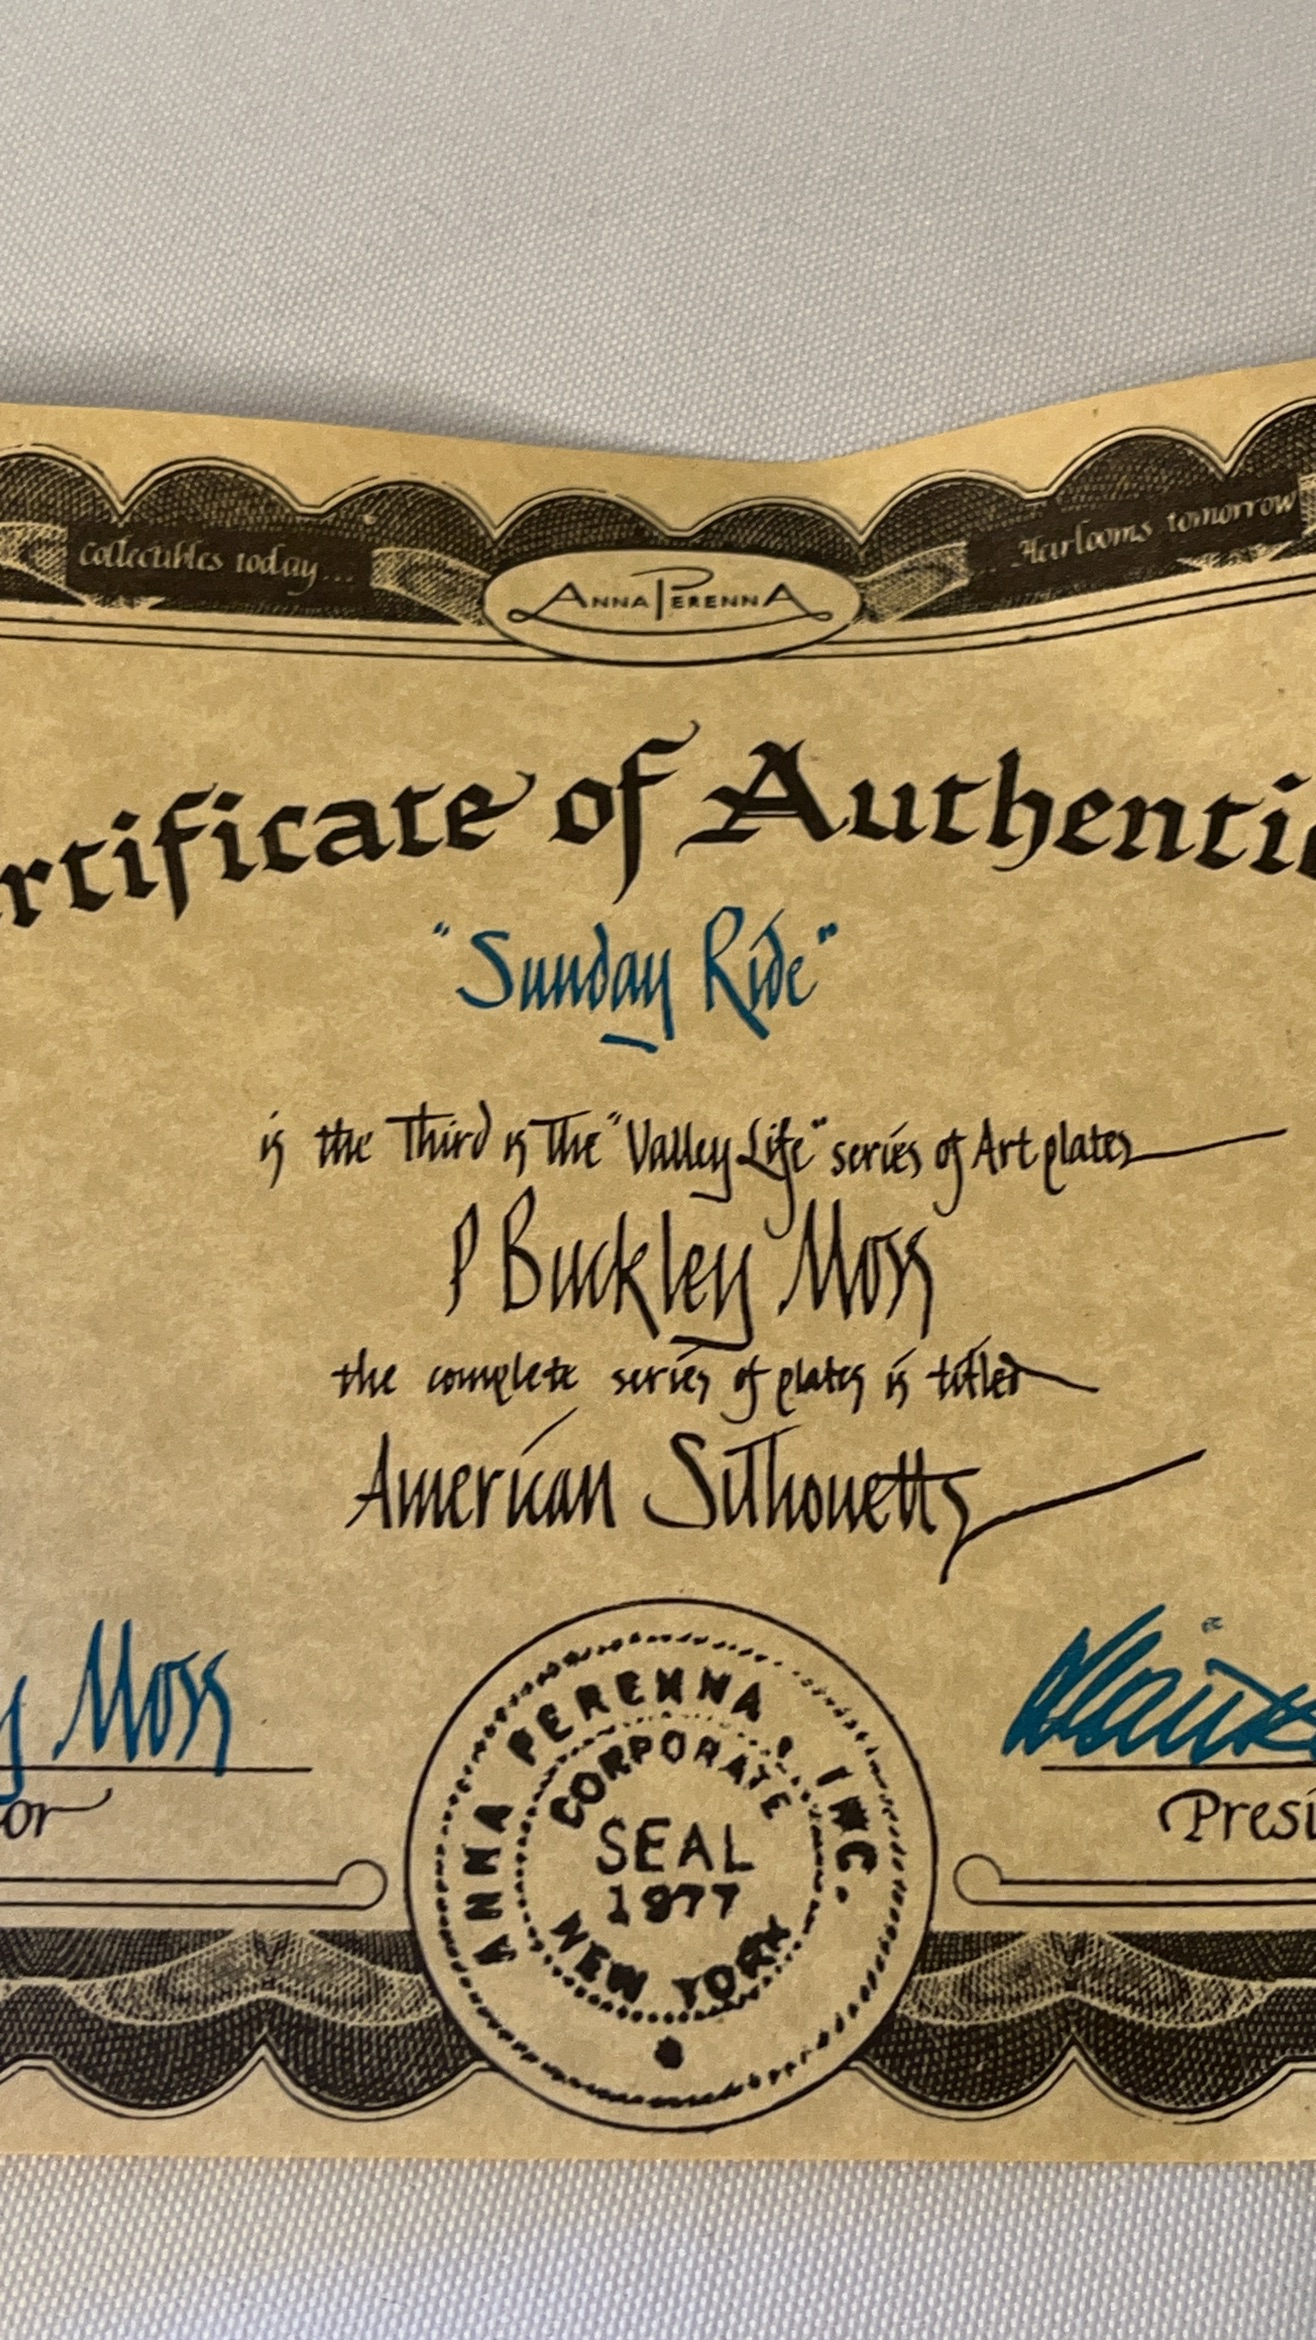 Collectibles today...
... Heirlooms tomorrow
ANNA PERENNA
rtificate of Authentic
"Sunday Ride"
is the Third in The "Valley Life" series of Art plates
P Buckley Moss
the complete series of plates is titled
American Silhouettes
y Moss
or
Presi
ANNA PERENNA, INC.
CORPORATE
SEAL
1977
NEW YORK